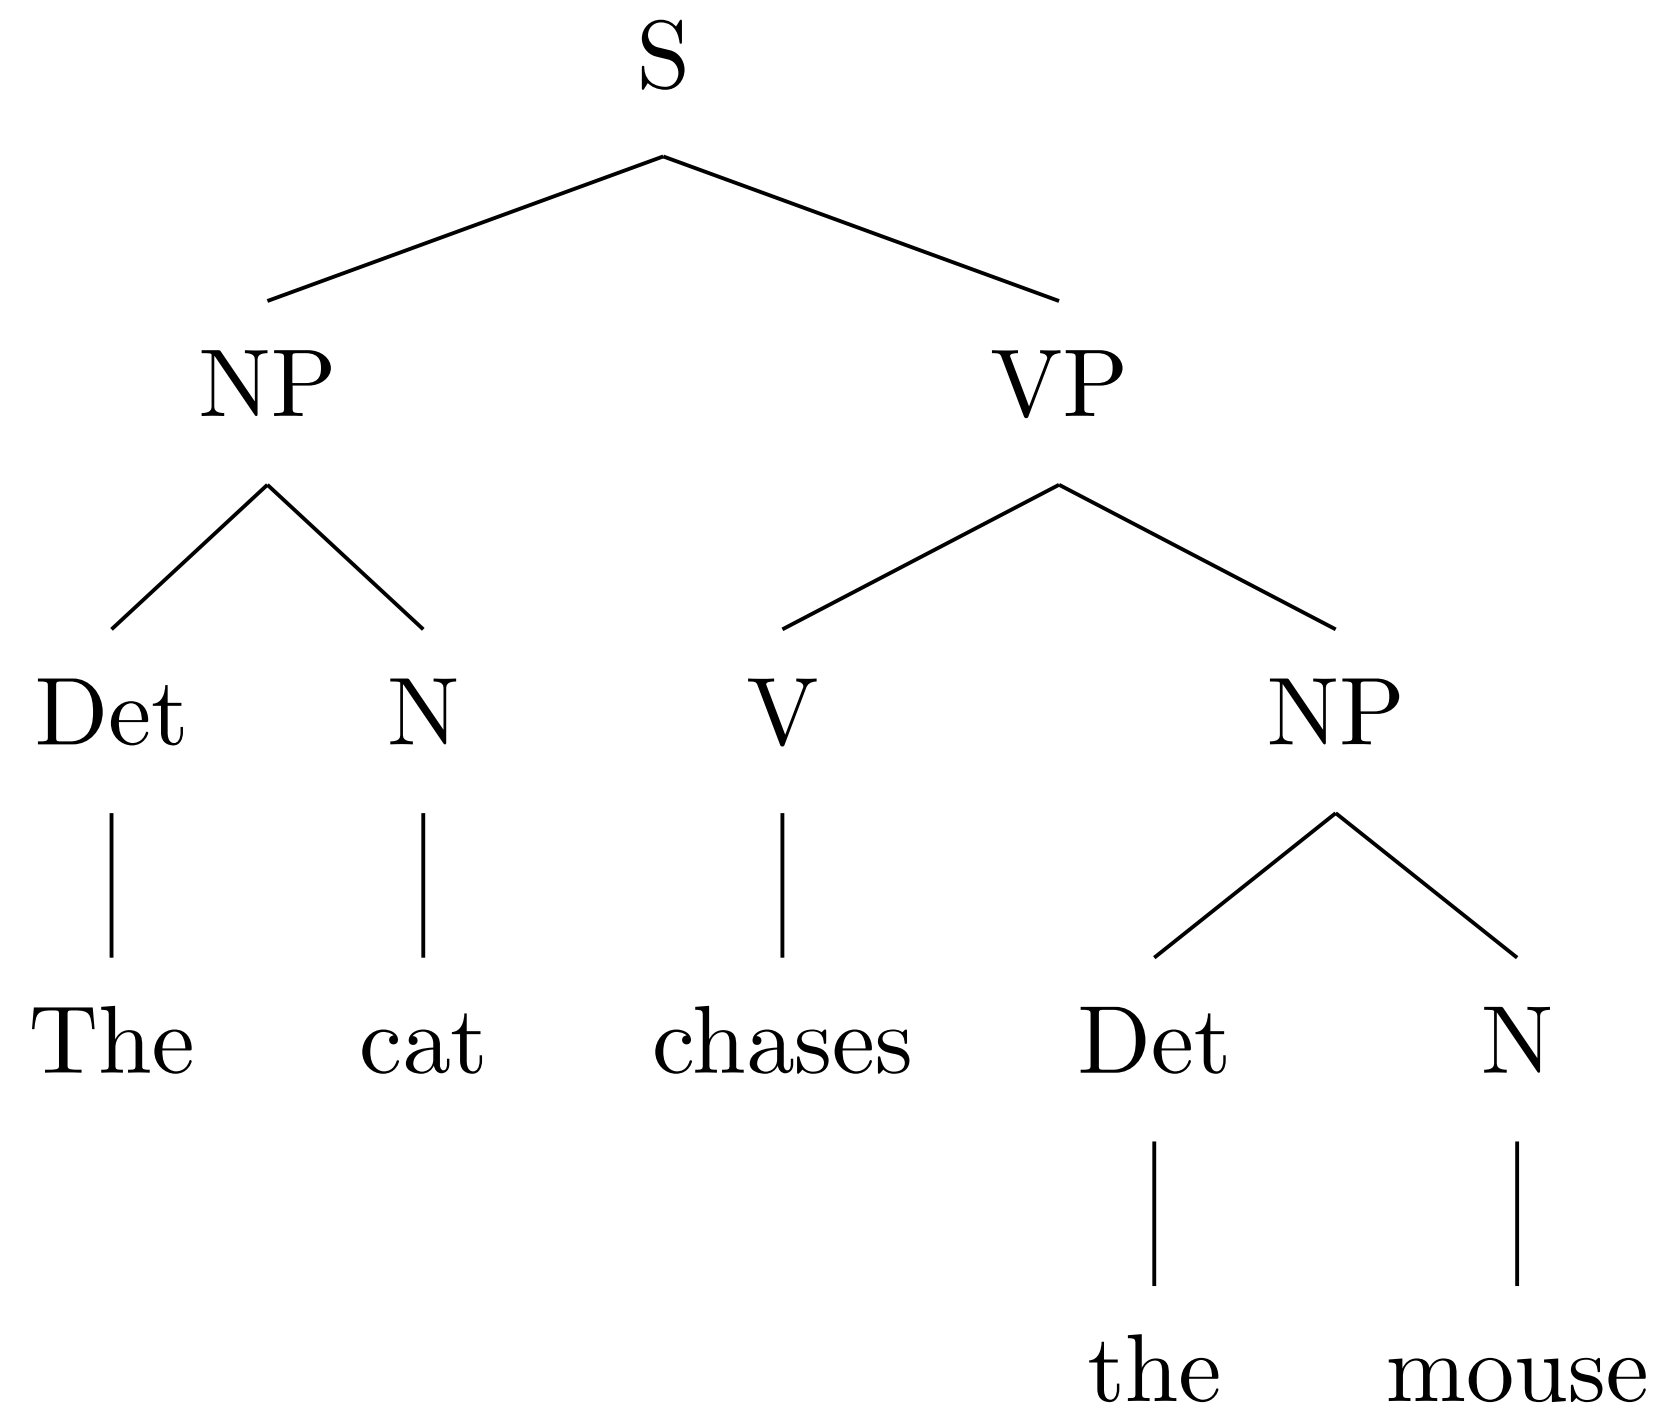 S
NP VP
Det N V NP
The cat chases Det N
the mouse